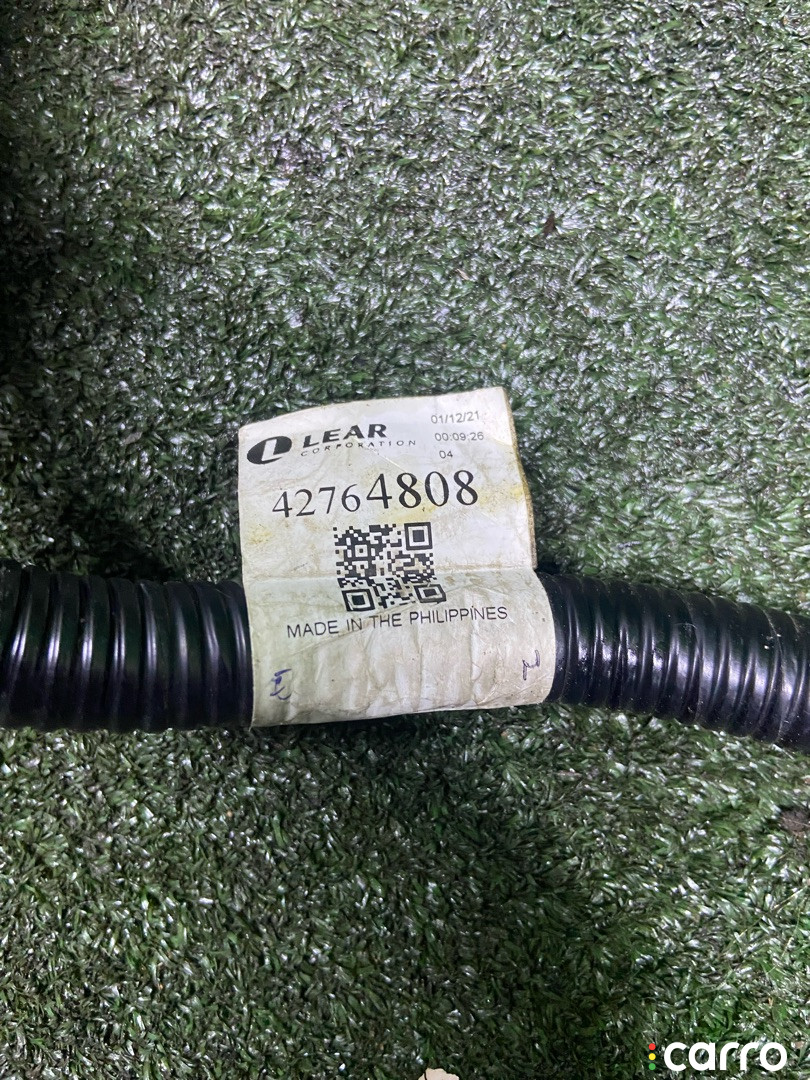 LEAR
CORPORATION
01/12/21
00:09:26
04
42764808
MADE IN THE PHILIPPINES
carro